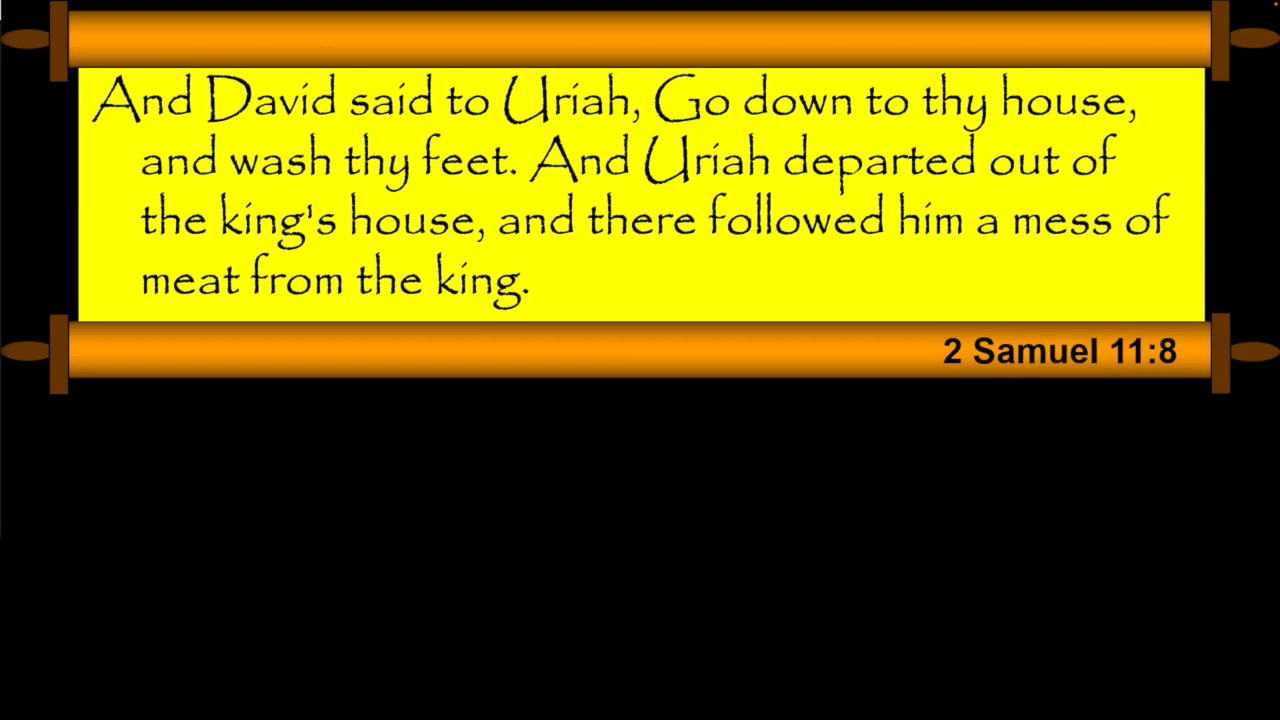 And David said to Uriah, Go down to thy house,
and wash thy feet. And Uriah departed out of
the king's house, and there followed him a mess of
meat from the king.
2 Samuel 11:8